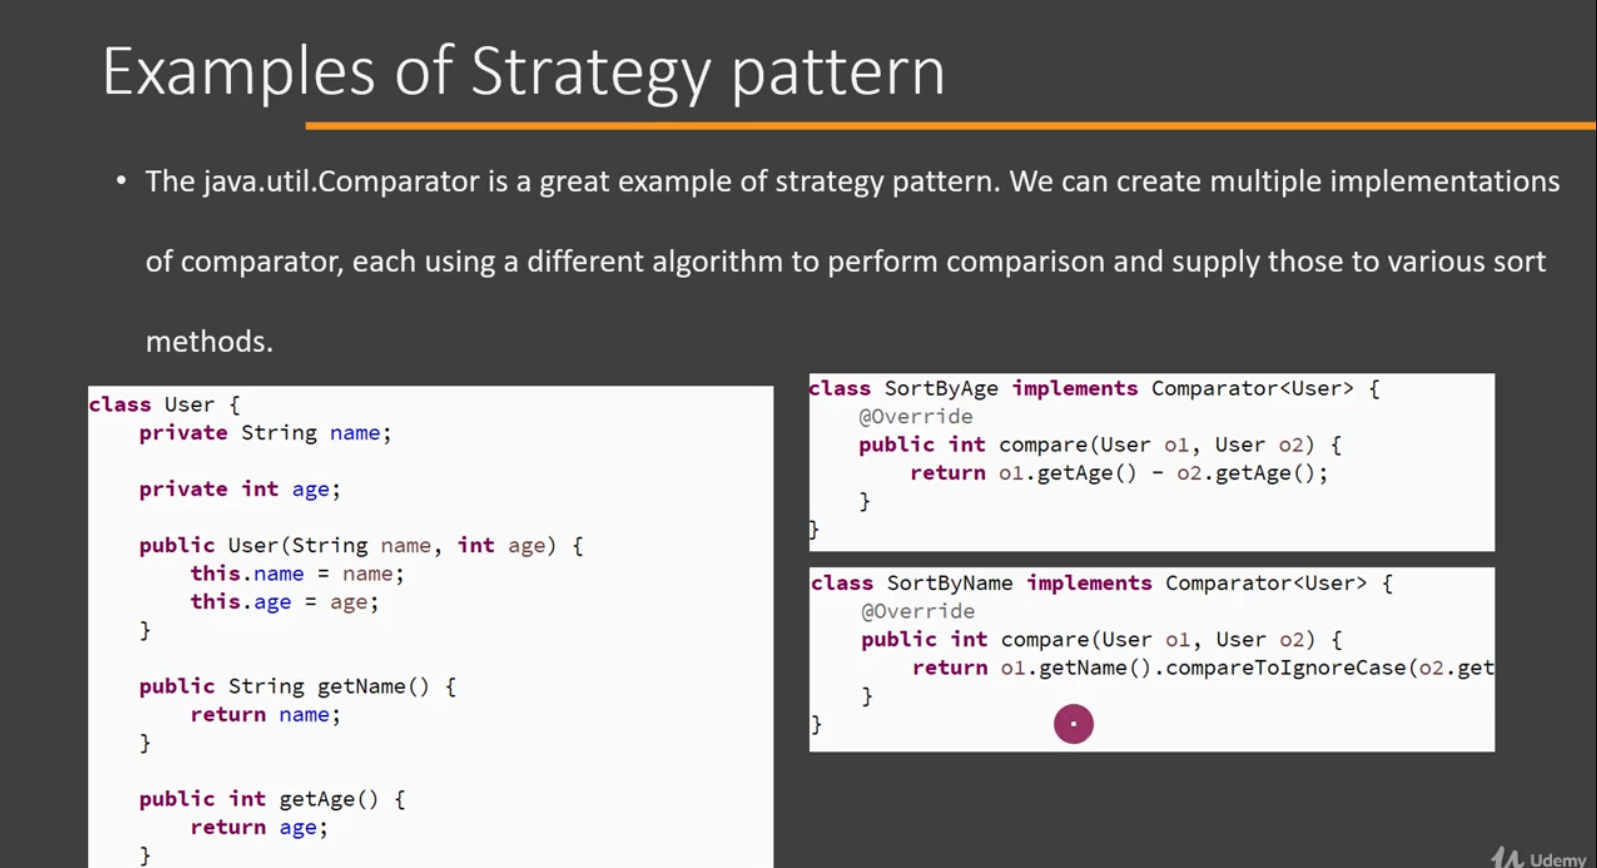 Examples of Strategy pattern
• The java.util.Comparator is a great example of strategy pattern. We can create multiple implementations
of comparator, each using a different algorithm to perform comparison and supply those to various sort
methods.
class User {
    private String name;
    private int age;
    public User(String name, int age) {
        this.name = name;
        this.age = age;
    }
    public String getName() {
        return name;
    }
    public int getAge() {
        return age;
    }
class SortByAge implements Comparator<User> {
    @Override
    public int compare(User o1, User o2) {
        return o1.getAge() - o2.getAge();
    }
}
class SortByName implements Comparator<User> {
    @Override
    public int compare(User o1, User o2) {
        return o1.getName().compareToIgnoreCase(o2.get
    }
}
Udemy